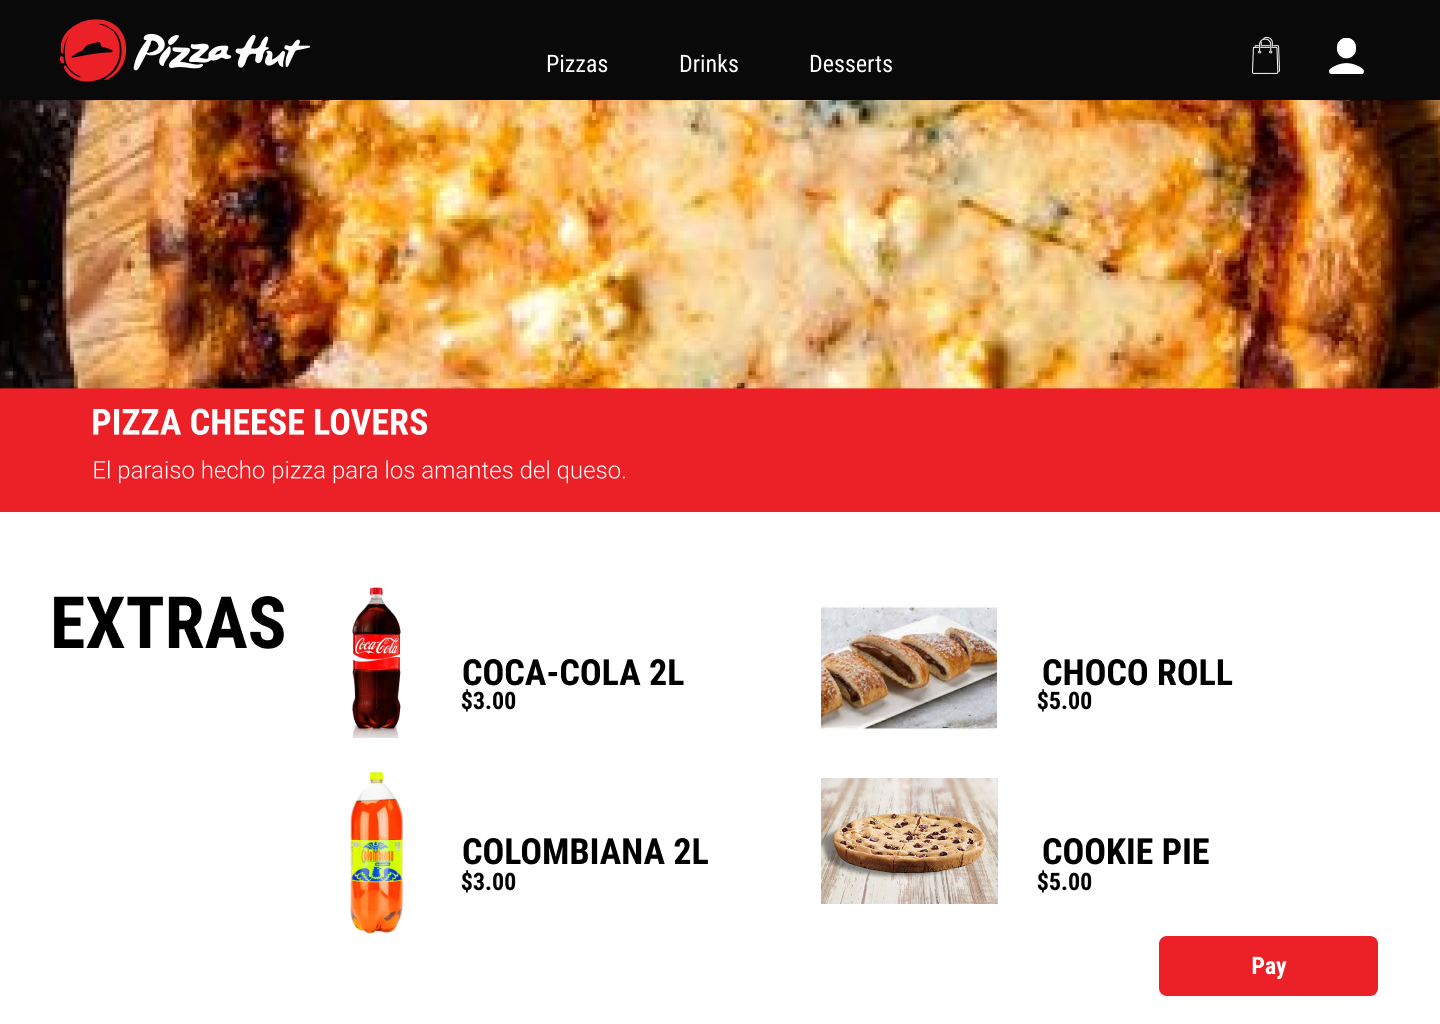 Pizza Hut
Pizzas
Drinks
Desserts
PIZZA CHEESE LOVERS
El paraiso hecho pizza para los amantes del queso.
EXTRAS
Coca-Cola
COCA-COLA 2L
$3.00
CHOCO ROLL
$5.00
Colombiana
COLOMBIANA 2L
$3.00
COOKIE PIE
$5.00
Pay